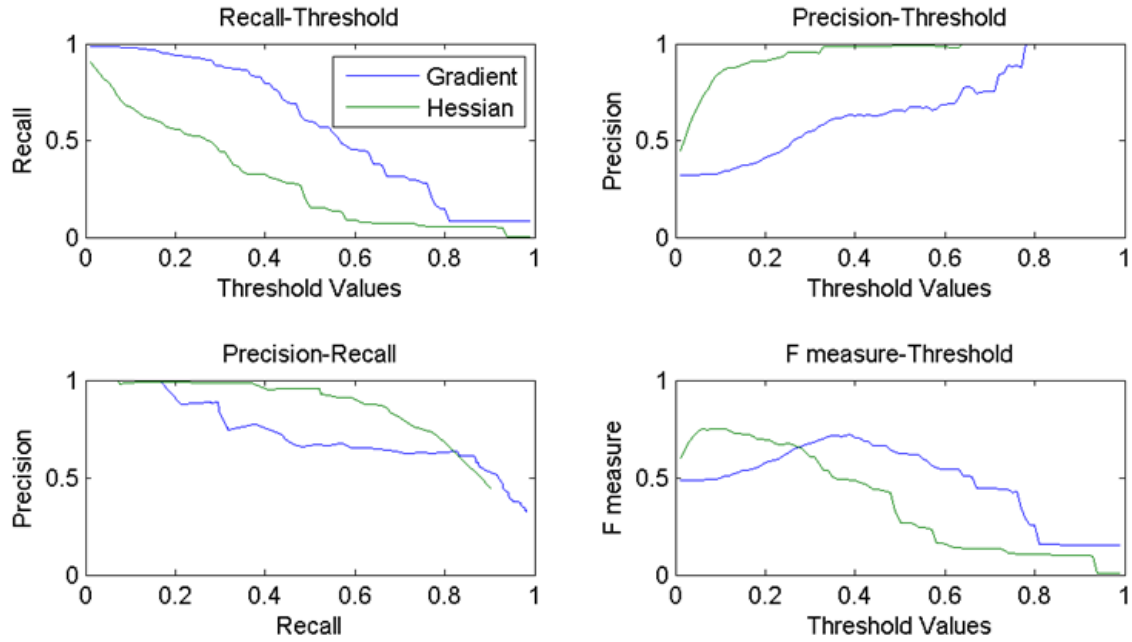 Recall-Threshold
1
0.5
0
Recall
Gradient
Hessian
0 0.2 0.4 0.6 0.8 1
Threshold Values
Precision-Threshold
1
0.5
0
Precision
0 0.2 0.4 0.6 0.8 1
Threshold Values
Precision-Recall
1
0.5
0
Precision
0 0.2 0.4 0.6 0.8 1
Recall
F measure-Threshold
1
0.5
0
F measure
0 0.2 0.4 0.6 0.8 1
Threshold Values